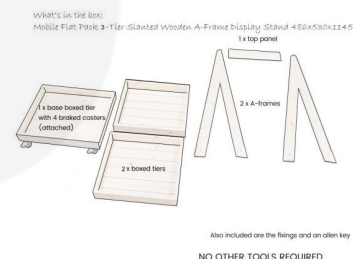 What's in the box:
Mobile Flat Pack 3-Tier Slanted Wooden A-Frame Display Stand 486x530x1145
1 x top panel
1 x base boxed tier
with 4 braked casters
(attached)
2 x A-frames
2 x boxed tiers
Also included are the fixings and an allen key
NO OTHER TOOLS REQUIRED